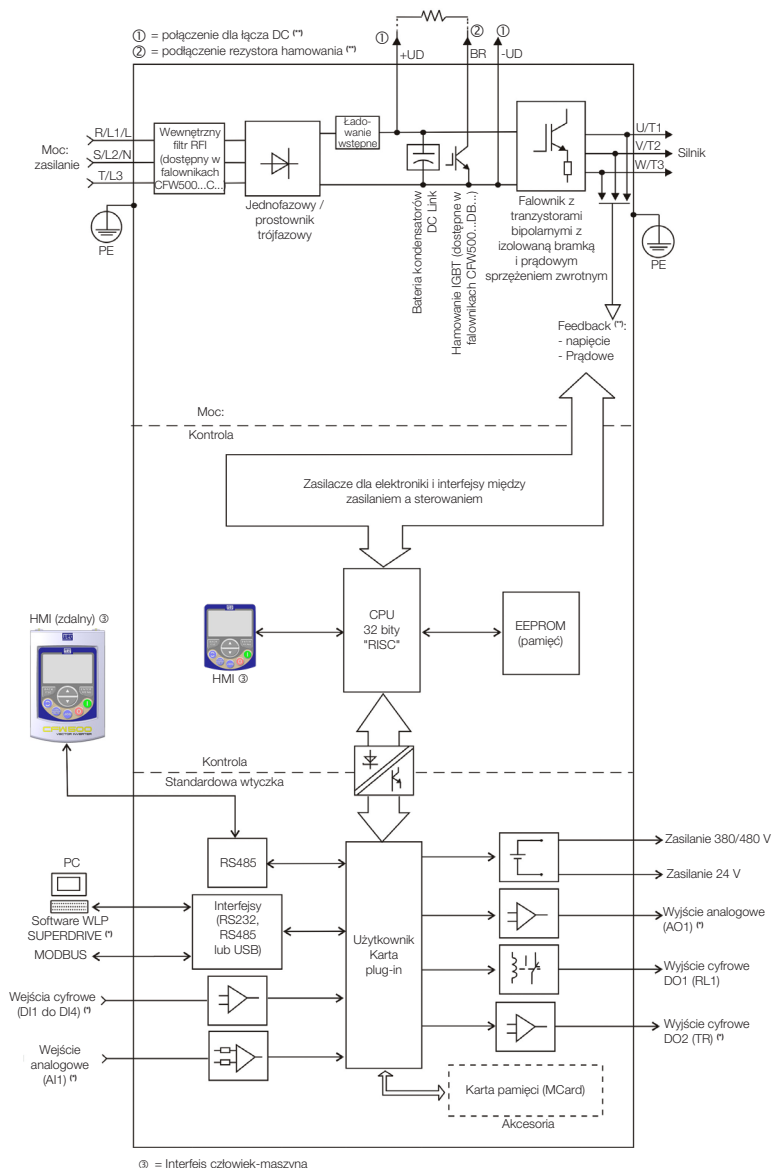 ① = połączenie dla łącza DC (**)
② = podłączenie rezystora hamowania (**)
①
②
①
+UD
BR
-UD
Moc:
zasilanie
R/L1/L
S/L2/N
T/L3
PE
Wewnętrzny
filtr RFI
(dostępny w
falownikach
CFW500...C...)
Jednofazowy /
prostownik
trójfazowy
Łado-
wanie
wstępne
Bateria kondensatorów
DC Link
Hamowanie IGBT (dostępne w
falownikach CFW500...DB...)
Falownik z
tranzystorami
bipolarnymi z
izolowaną bramką
i prądowym
sprzężeniem zwrotnym
U/T1
V/T2
W/T3
Silnik
PE
Feedback (**):
- napięcie
- Prądowe
Moc:
Kontrola
Zasilacze dla elektroniki i interfejsy między
zasilaniem a sterowaniem
HMI (zdalny) ③
CFW500
VECTOR INVERTER
HMI ③
CPU
32 bity
"RISC"
EEPROM
(pamięć)
Kontrola
Standardowa wtyczka
RS485
PC
Software WLP
SUPERDRIVE (*)
MODBUS
Interfejsy
(RS232,
RS485
lub USB)
Wejścia cyfrowe
(DI1 do DI4) (*)
Wejście
analogowe
(AI1) (*)
Użytkownik
Karta
plug-in
Zasilanie 380/480 V
Zasilanie 24 V
Wyjście analogowe
(AO1) (*)
Wyjście cyfrowe
DO1 (RL1)
Wyjście cyfrowe
DO2 (TR) (*)
Karta pamięci (MCard)
Akcesoria
③ = Interfejs człowiek-maszyna